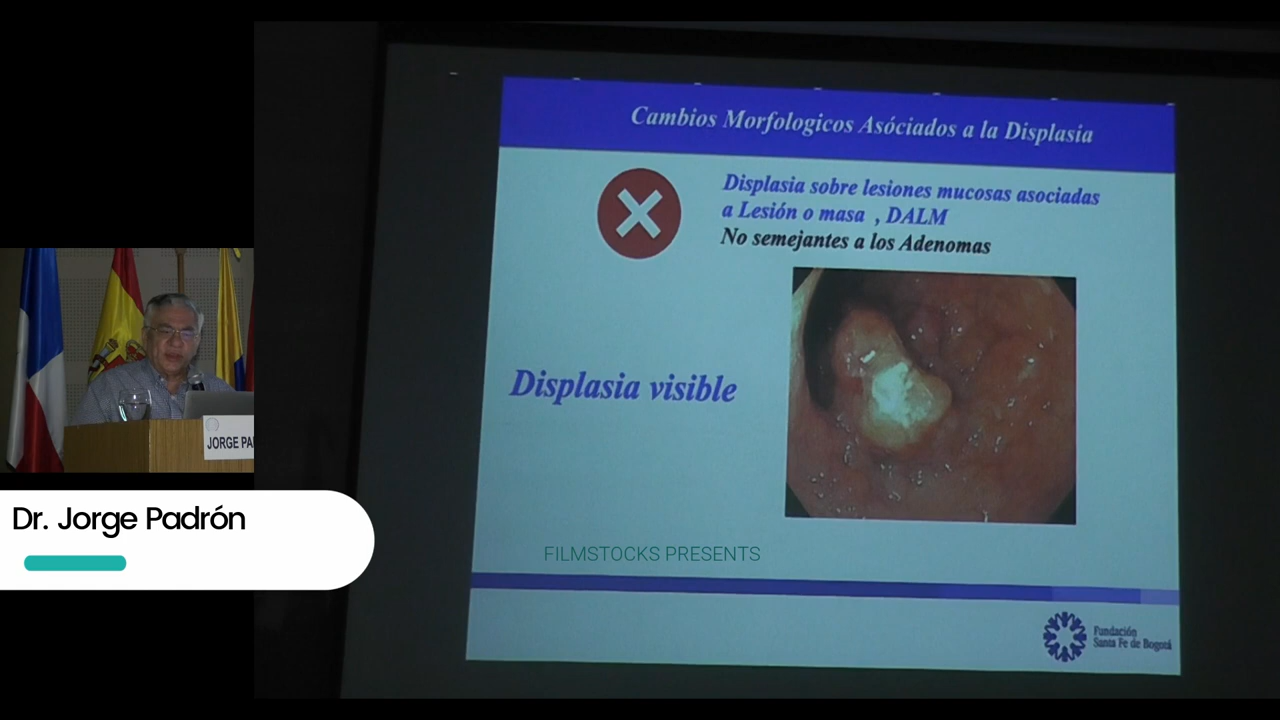 Cambios Morfologicos Asóciados a la Displasia
Displasia sobre lesiones mucosas asociadas
a Lesión o masa , DALM
No semejantes a los Adenomas
Displasia visible
FILMSTOCKS PRESENTS
Fundación
Santa Fe de Bogotá
JORGE PA
Dr. Jorge Padrón